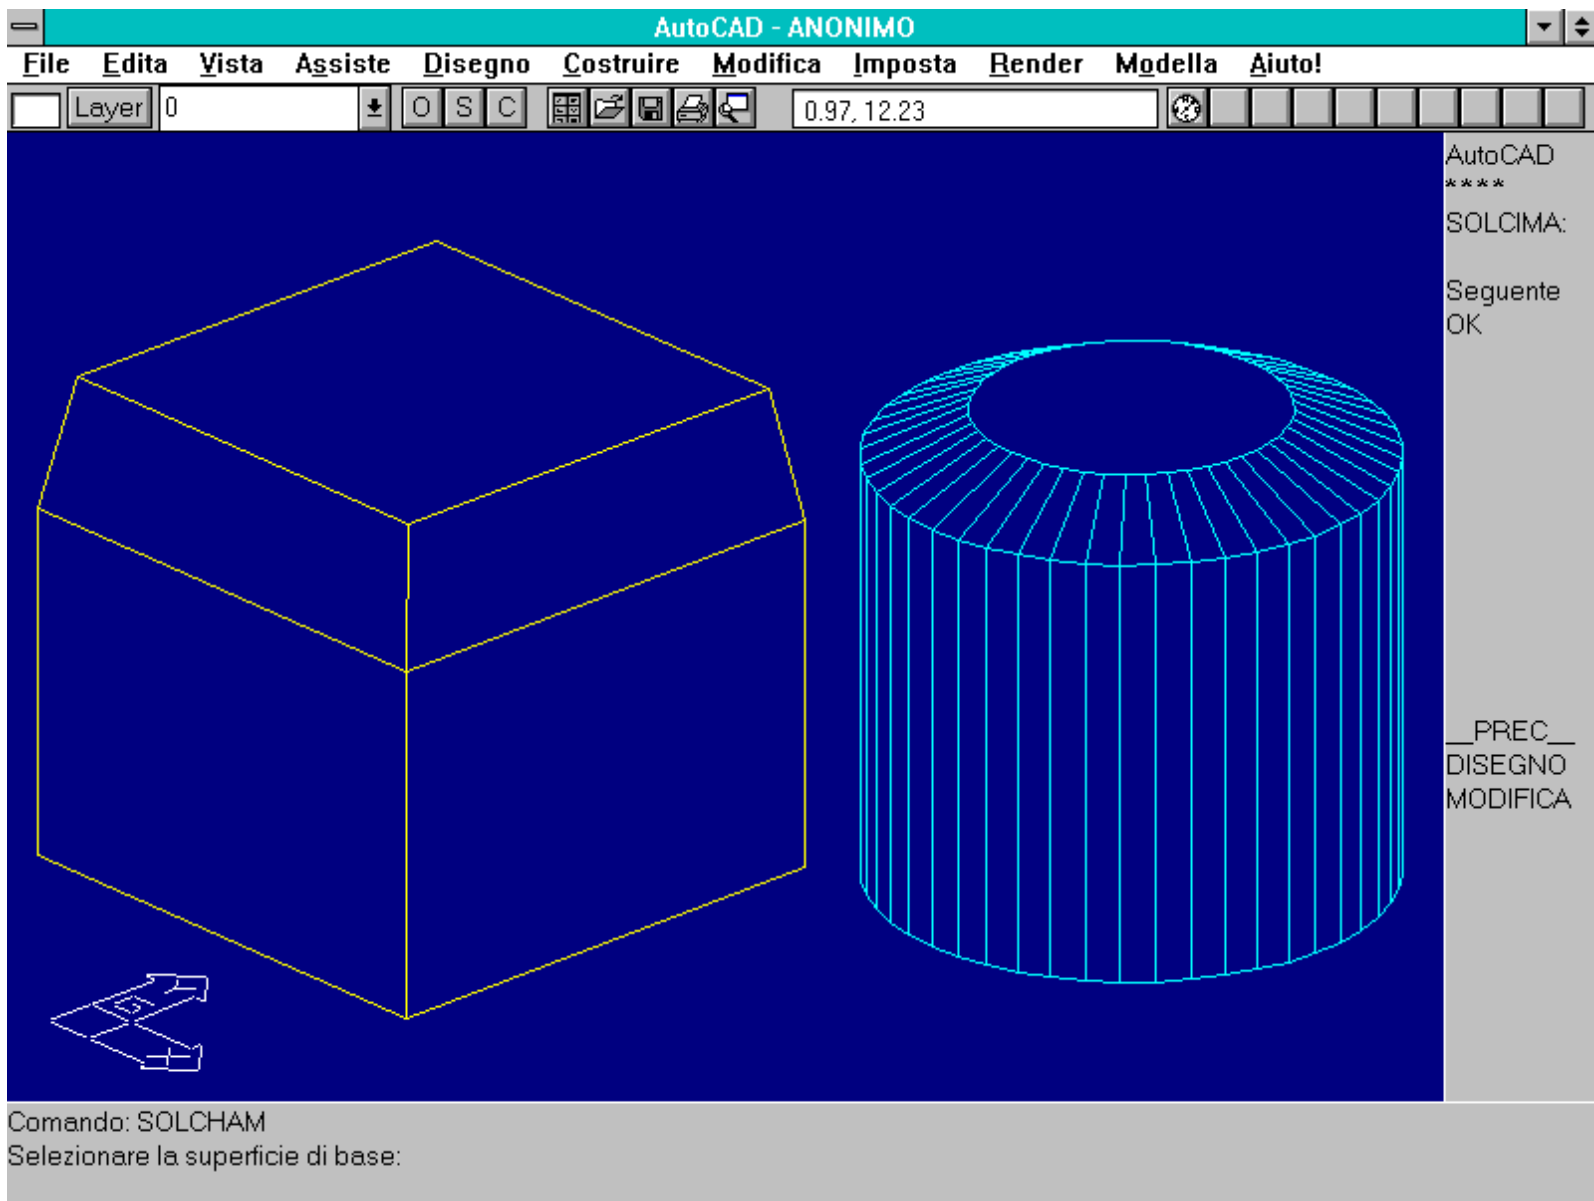 AutoCAD - ANONIMO
File Edita Vista Assiste Disegno Costruire Modifica Imposta Render Modella Aiuto!
Layer 0 O S C 0.97, 12.23
AutoCAD
****
SOLCIMA:
Seguente
OK
__PREC__
DISEGNO
MODIFICA
Comando: SOLCHAM
Selezionare la superficie di base: